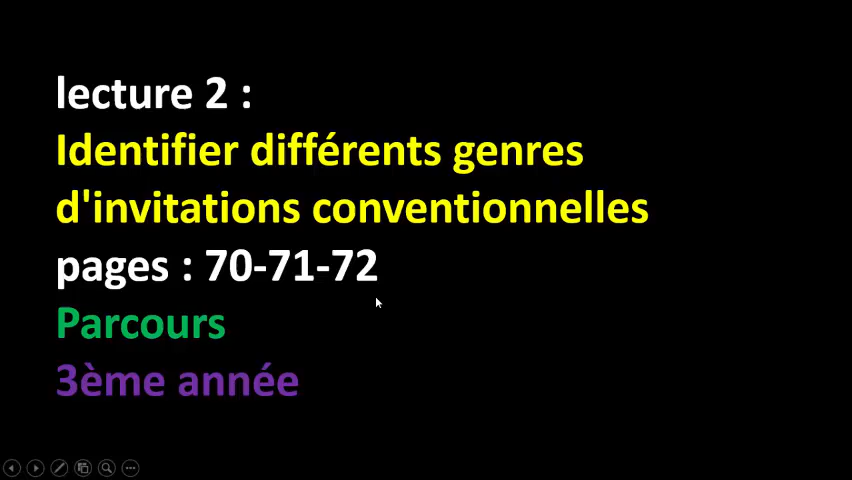 lecture 2 :
Identifier différents genres
d'invitations conventionnelles
pages : 70-71-72
Parcours
3ème année